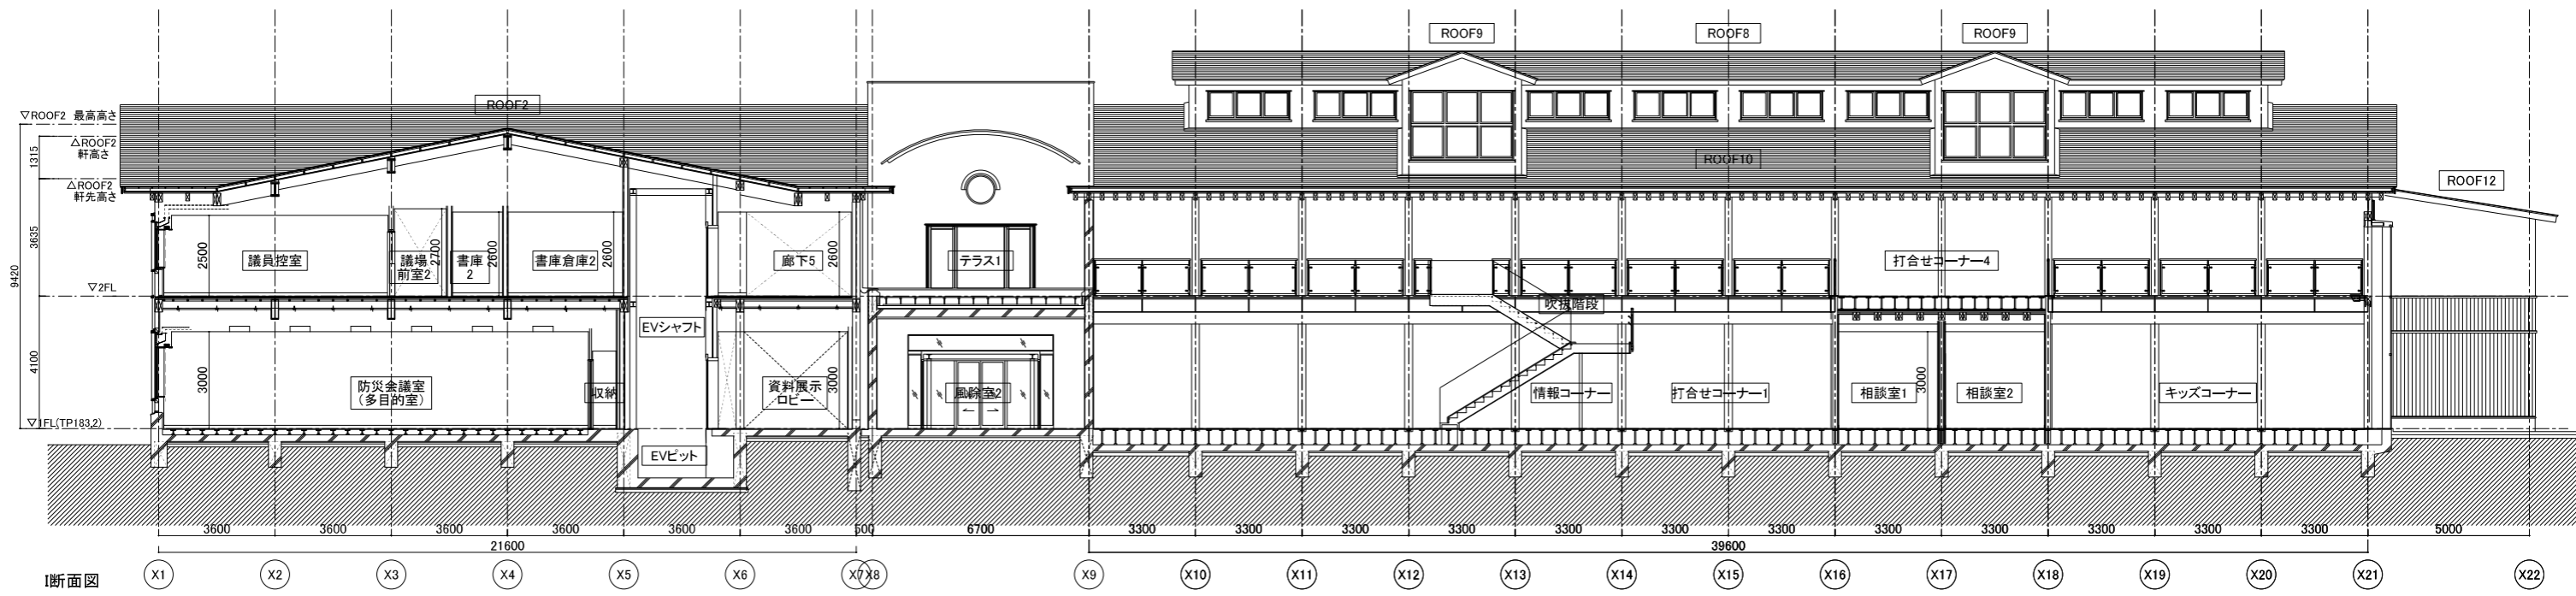 ROOF9
ROOF8
ROOF9
ROOF2
▽ROOF2 最高高さ
△ROOF2
軒高さ
△ROOF2
軒先高さ
ROOF10
ROOF12
1315
3635
9420
4100
▽2FL
▽1FL(TP183,2)
2500
議員控室
議場
前室2
2700
書庫
2
2600
書庫倉庫2
2600
廊下5
2600
テラス1
打合せコーナー4
吹抜階段
EVシャフト
3000
防災会議室
(多目的室)
収納
資料展示
ロビー
3000
風除室2
情報コーナー
打合せコーナー1
相談室1
3000
相談室2
キッズコーナー
EVピット
3600 3600 3600 3600 3600 3600 500 6700 3300 3300 3300 3300 3300 3300 3300 3300 3300 3300 3300 3300 5000
21600 39600
I断面図
X1 X2 X3 X4 X5 X6 X7 X8 X9 X10 X11 X12 X13 X14 X15 X16 X17 X18 X19 X20 X21 X22